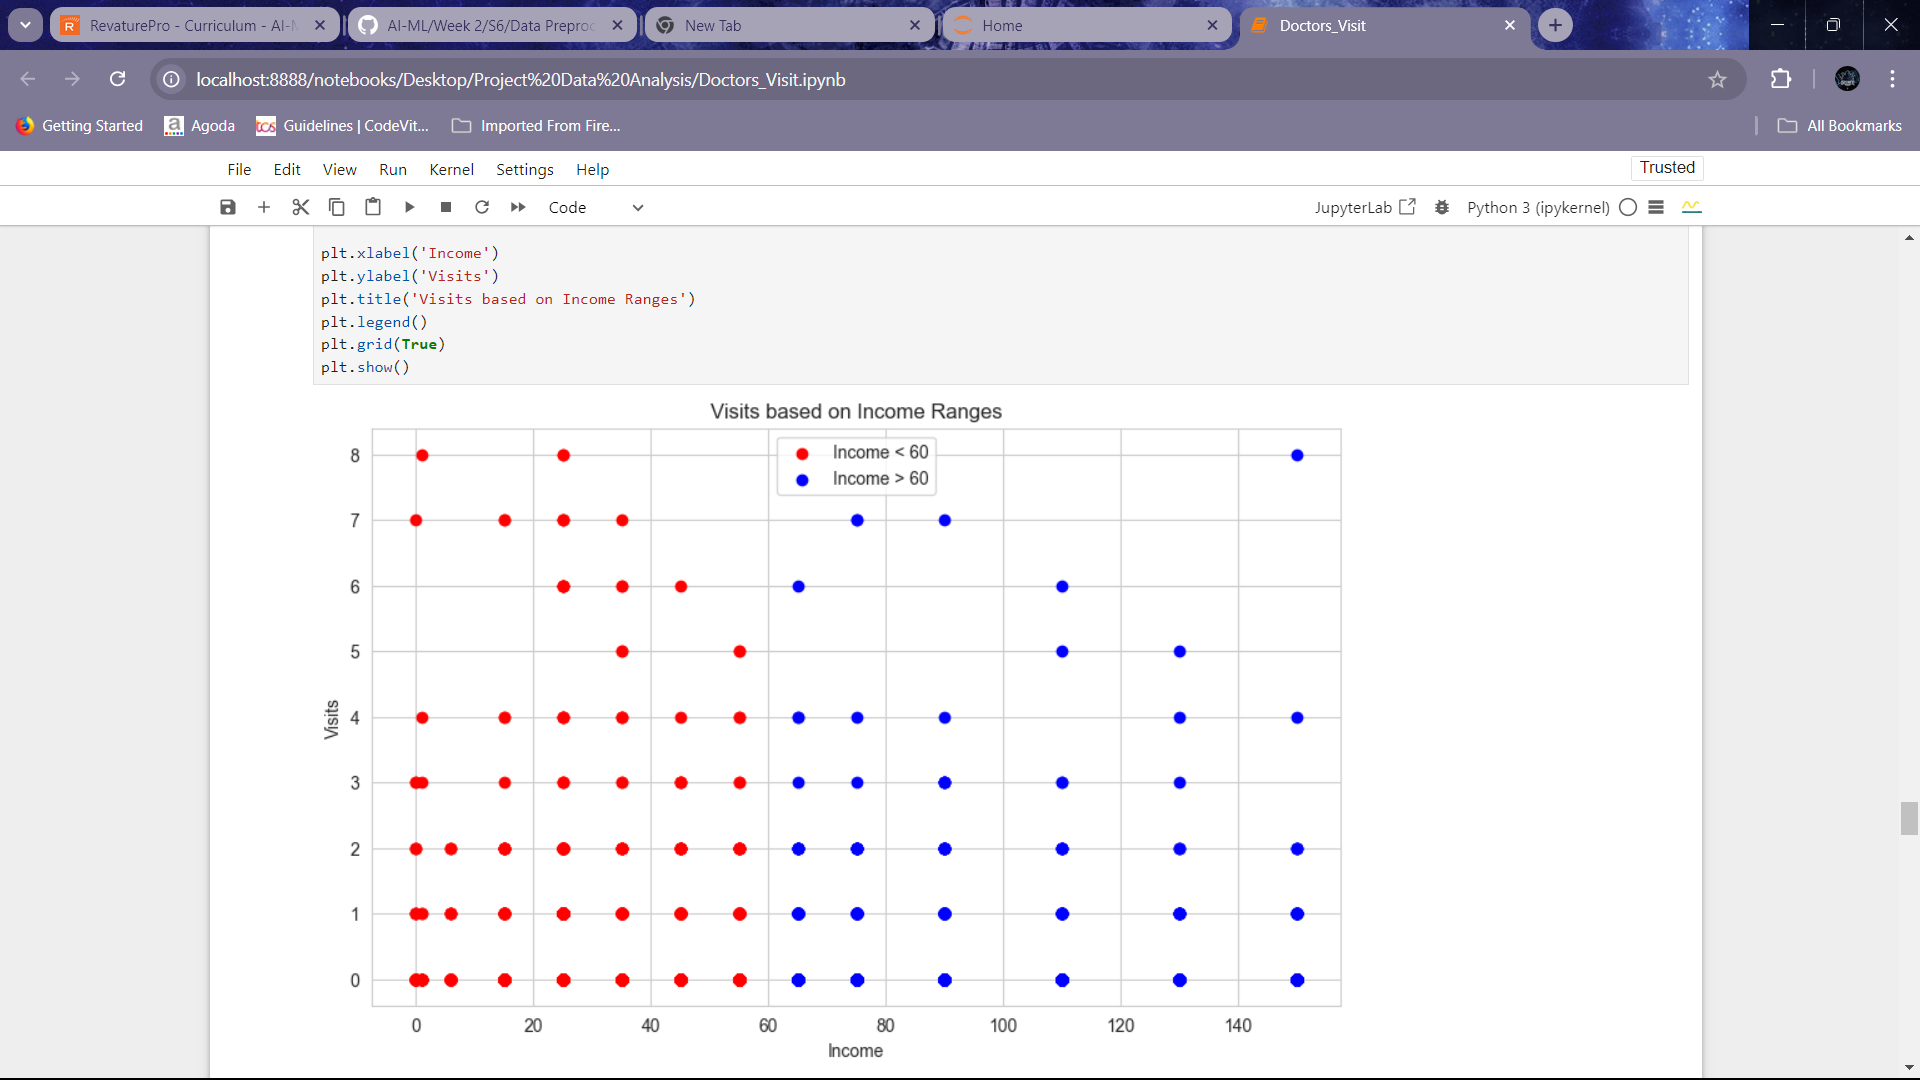 RevaturePro - Curriculum - AI-M
AI-ML/Week 2/S6/Data Preproc
New Tab
Home
Doctors_Visit
localhost:8888/notebooks/Desktop/Project%20Data%20Analysis/Doctors_Visit.ipynb
Getting Started
a Agoda
tcs Guidelines | CodeVit...
Imported From Fire...
All Bookmarks
File Edit View Run Kernel Settings Help
Trusted
Code
JupyterLab
Python 3 (ipykernel)
plt.xlabel('Income')
plt.ylabel('Visits')
plt.title('Visits based on Income Ranges')
plt.legend()
plt.grid(True)
plt.show()
Visits based on Income Ranges
Income < 60
Income > 60
8
7
6
5
4
3
2
1
0
Visits
0 20 40 60 80 100 120 140
Income